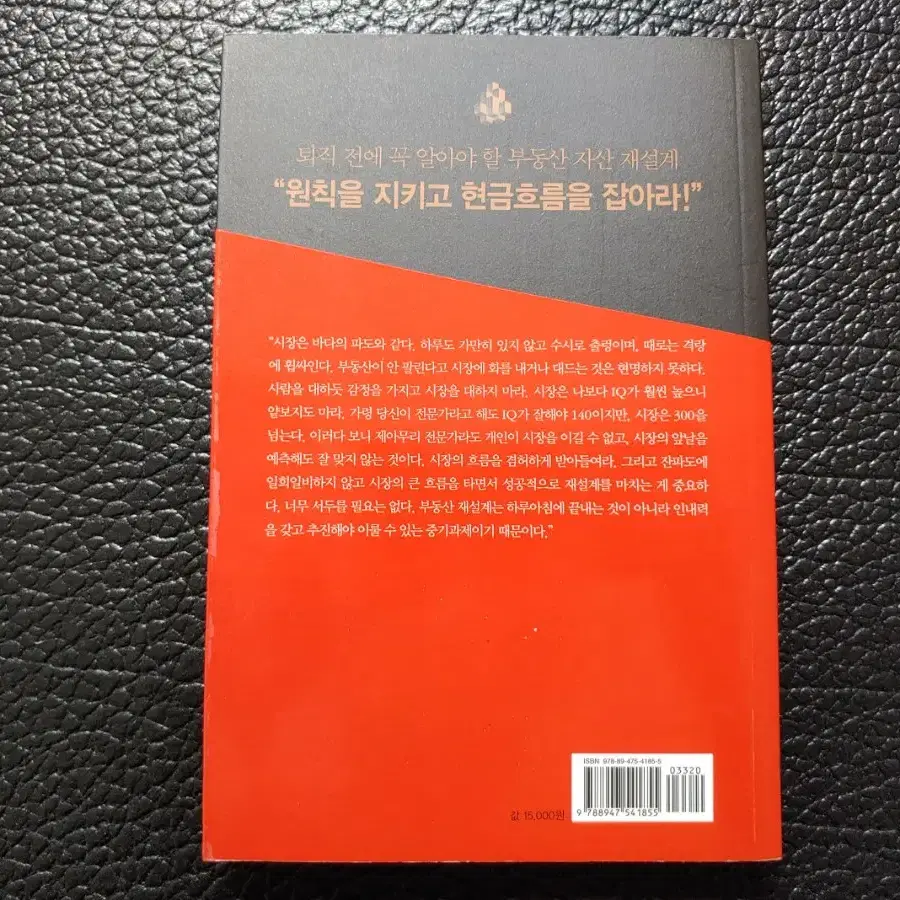 퇴직 전에 꼭 알아야 할 부동산 자산 재설계
“원칙을 지키고 현금흐름을 잡아라!”
"시장은 바다의 파도와 같다. 하루도 가만히 있지 않고 수시로 출렁이며, 때로는 격랑
에 휩싸인다. 부동산이 안 팔린다고 시장에 화를 내거나 대드는 것은 현명하지 못하다.
사람을 대하듯 감정을 가지고 시장을 대하지 마라. 시장은 나보다 IQ가 훨씬 높으니
얕보지도 마라. 가령 당신이 전문가라고 해도 IQ가 잘해야 140이지만, 시장은 300을
넘는다. 이러다 보니 제아무리 전문가라도 개인이 시장을 이길 수 없고, 시장의 앞날을
예측해도 잘 맞지 않는 것이다. 시장의 흐름을 겸허하게 받아들여라. 그리고 잔파도에
일희일비하지 않고 시장의 큰 흐름을 타면서 성공적으로 재설계를 마치는 게 중요하
다. 너무 서두를 필요는 없다. 부동산 재설계는 하루아침에 끝내는 것이 아니라 인내력
을 갖고 추진해야 아물 수 있는 중기과제이기 때문이다."
ISBN 978-89-475-4185-5
03320
9 788947 541855
값 15,000원